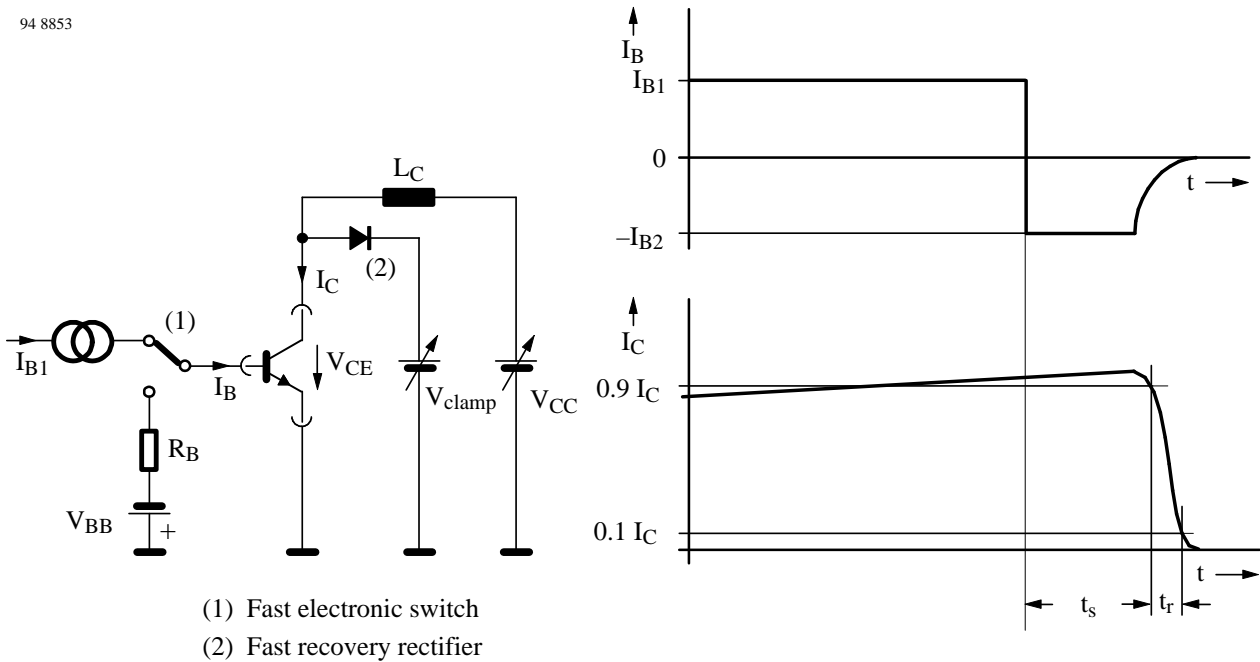 94 8853
I_B
I_B1
0
t
–I_B2
L_C
(2)
I_C
(1)
I_B1
I_B
V_CE
V_clamp
V_CC
R_B
V_BB
+
I_C
0.9 I_C
0.1 I_C
t
t_s
t_r
(1) Fast electronic switch
(2) Fast recovery rectifier